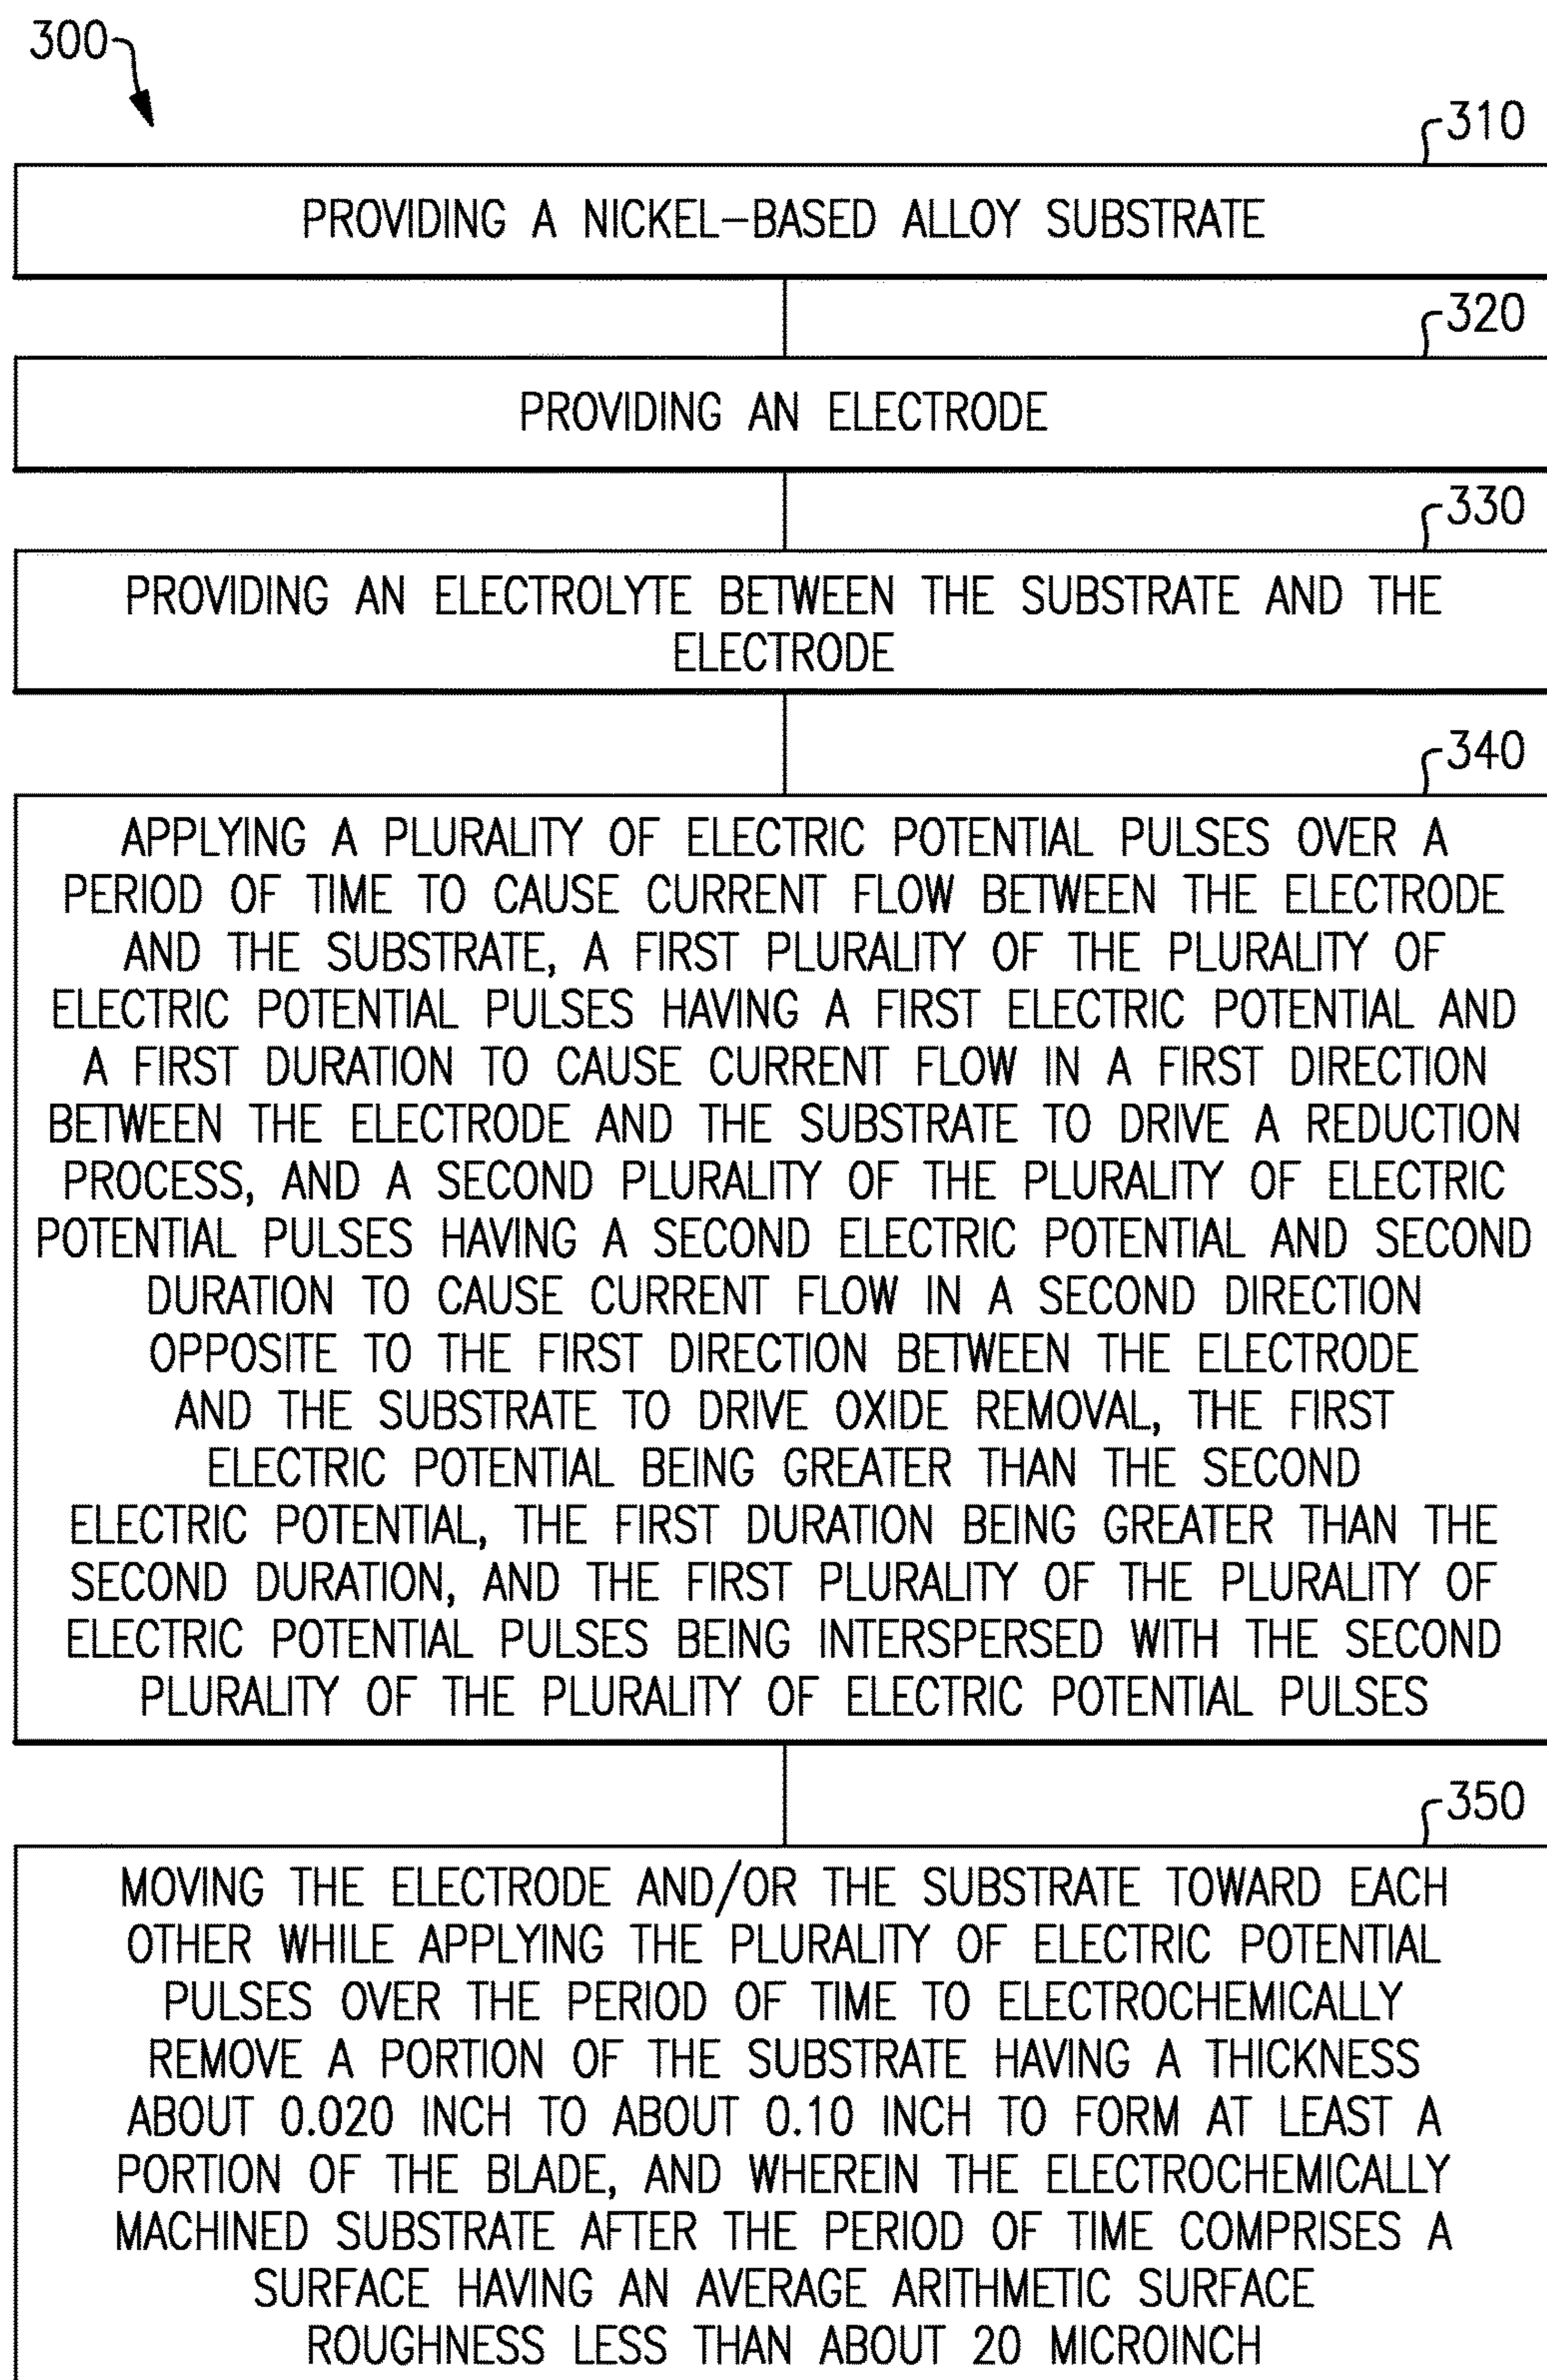 300
310
PROVIDING A NICKEL-BASED ALLOY SUBSTRATE
320
PROVIDING AN ELECTRODE
330
PROVIDING AN ELECTROLYTE BETWEEN THE SUBSTRATE AND THE
ELECTRODE
340
APPLYING A PLURALITY OF ELECTRIC POTENTIAL PULSES OVER A
PERIOD OF TIME TO CAUSE CURRENT FLOW BETWEEN THE ELECTRODE
AND THE SUBSTRATE, A FIRST PLURALITY OF THE PLURALITY OF
ELECTRIC POTENTIAL PULSES HAVING A FIRST ELECTRIC POTENTIAL AND
A FIRST DURATION TO CAUSE CURRENT FLOW IN A FIRST DIRECTION
BETWEEN THE ELECTRODE AND THE SUBSTRATE TO DRIVE A REDUCTION
PROCESS, AND A SECOND PLURALITY OF THE PLURALITY OF ELECTRIC
POTENTIAL PULSES HAVING A SECOND ELECTRIC POTENTIAL AND SECOND
DURATION TO CAUSE CURRENT FLOW IN A SECOND DIRECTION
OPPOSITE TO THE FIRST DIRECTION BETWEEN THE ELECTRODE
AND THE SUBSTRATE TO DRIVE OXIDE REMOVAL, THE FIRST
ELECTRIC POTENTIAL BEING GREATER THAN THE SECOND
ELECTRIC POTENTIAL, THE FIRST DURATION BEING GREATER THAN THE
SECOND DURATION, AND THE FIRST PLURALITY OF THE PLURALITY OF
ELECTRIC POTENTIAL PULSES BEING INTERSPERSED WITH THE SECOND
PLURALITY OF THE PLURALITY OF ELECTRIC POTENTIAL PULSES
350
MOVING THE ELECTRODE AND/OR THE SUBSTRATE TOWARD EACH
OTHER WHILE APPLYING THE PLURALITY OF ELECTRIC POTENTIAL
PULSES OVER THE PERIOD OF TIME TO ELECTROCHEMICALLY
REMOVE A PORTION OF THE SUBSTRATE HAVING A THICKNESS
ABOUT 0.020 INCH TO ABOUT 0.10 INCH TO FORM AT LEAST A
PORTION OF THE BLADE, AND WHEREIN THE ELECTROCHEMICALLY
MACHINED SUBSTRATE AFTER THE PERIOD OF TIME COMPRISES A
SURFACE HAVING AN AVERAGE ARITHMETIC SURFACE
ROUGHNESS LESS THAN ABOUT 20 MICROINCH